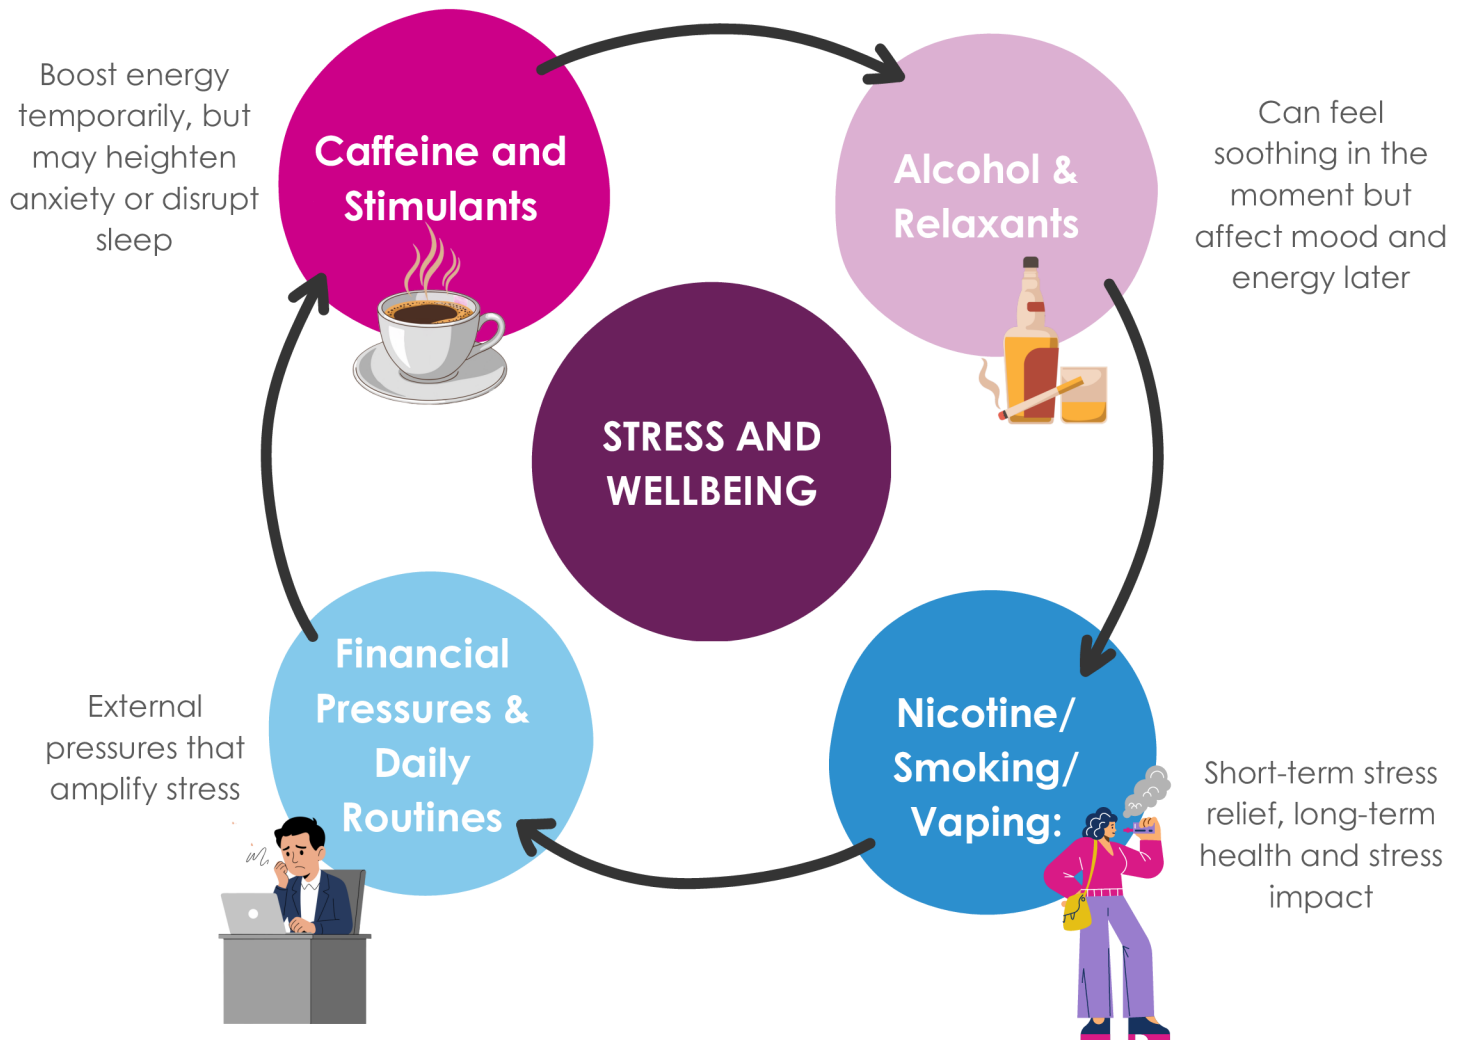 Boost energy
temporarily, but
may heighten
anxiety or disrupt
sleep
Caffeine and
Stimulants
Alcohol &
Relaxants
Can feel
soothing in the
moment but
affect mood and
energy later
STRESS AND
WELLBEING
External
pressures that
amplify stress
Financial
Pressures &
Daily
Routines
Nicotine/
Smoking/
Vaping:
Short-term stress
relief, long-term
health and stress
impact